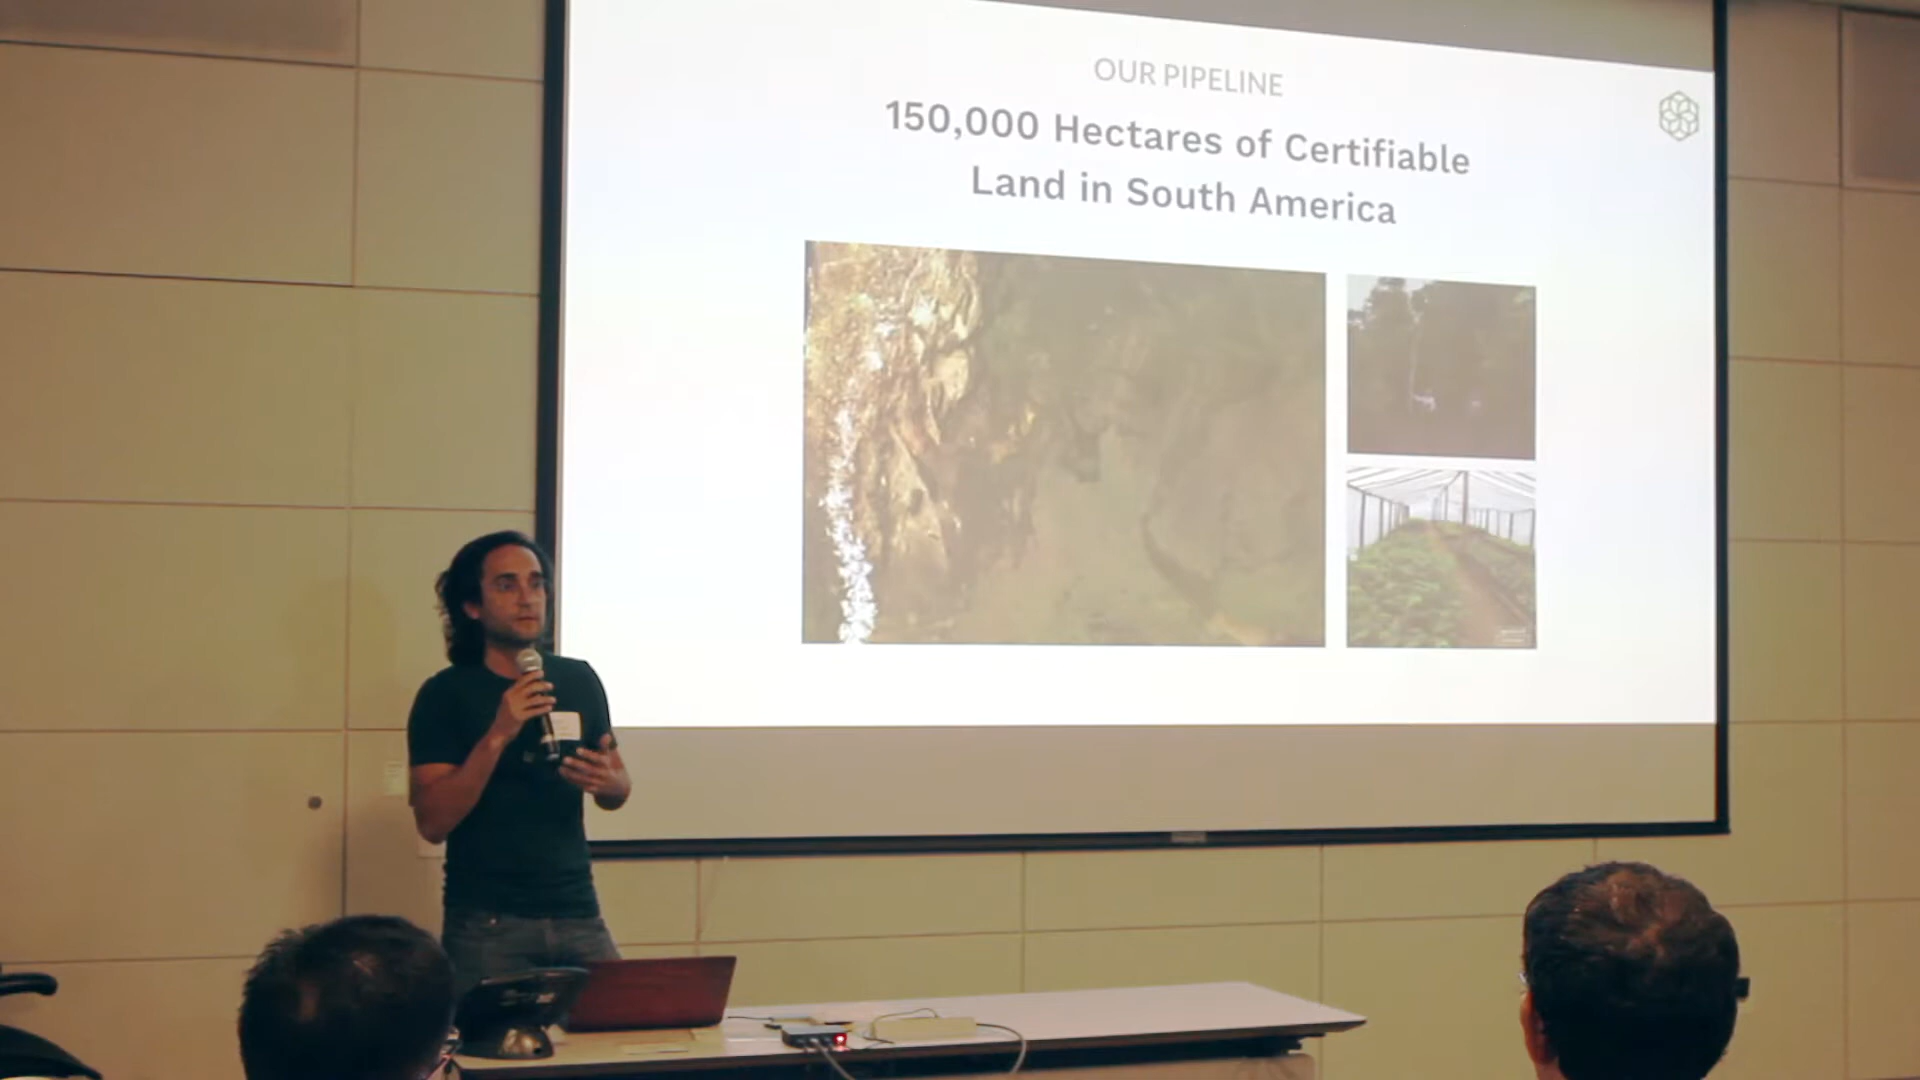 OUR PIPELINE
150,000 Hectares of Certifiable
Land in South America